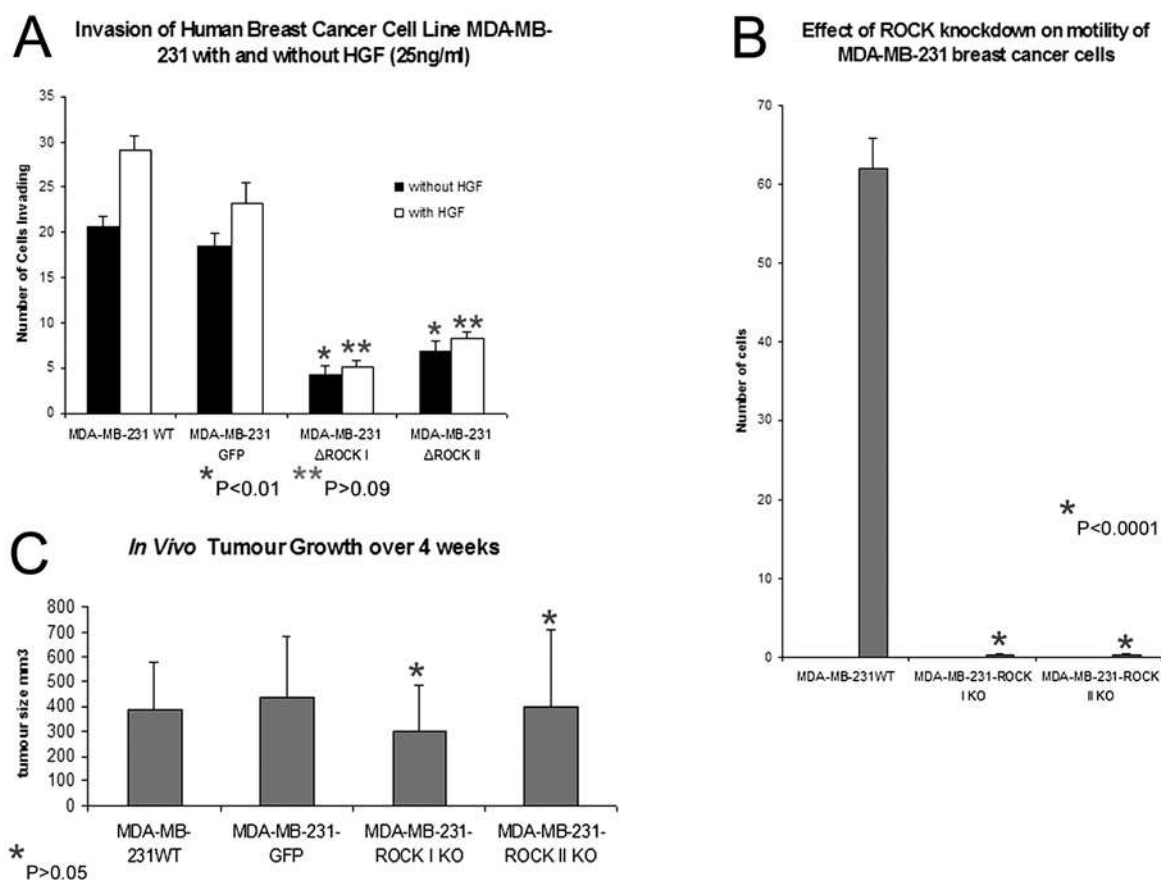 A
Invasion of Human Breast Cancer Cell Line MDA-MB-
231 with and without HGF (25ng/ml)
Number of Cells Invading
35
30
25
20
15
10
5
0
without HGF
with HGF
* ** * **
MDA-MB-231 WT MDA-MB-231 MDA-MB-231 MDA-MB-231
GFP ΔROCK I ΔROCK II
* P<0.01 ** P>0.09
B
Effect of ROCK knockdown on motility of
MDA-MB-231 breast cancer cells
Number of cells
70
60
50
40
30
20
10
0
* P<0.0001
* *
MDA-MB-231WT MDA-MB-231-ROCK MDA-MB-231-ROCK
I KO II KO
C
In Vivo Tumour Growth over 4 weeks
tumour size mm3
800
700
600
500
400
300
200
100
0
* *
MDA-MB- MDA-MB-231- MDA-MB-231- MDA-MB-231-
231WT GFP ROCK I KO ROCK II KO
* P>0.05